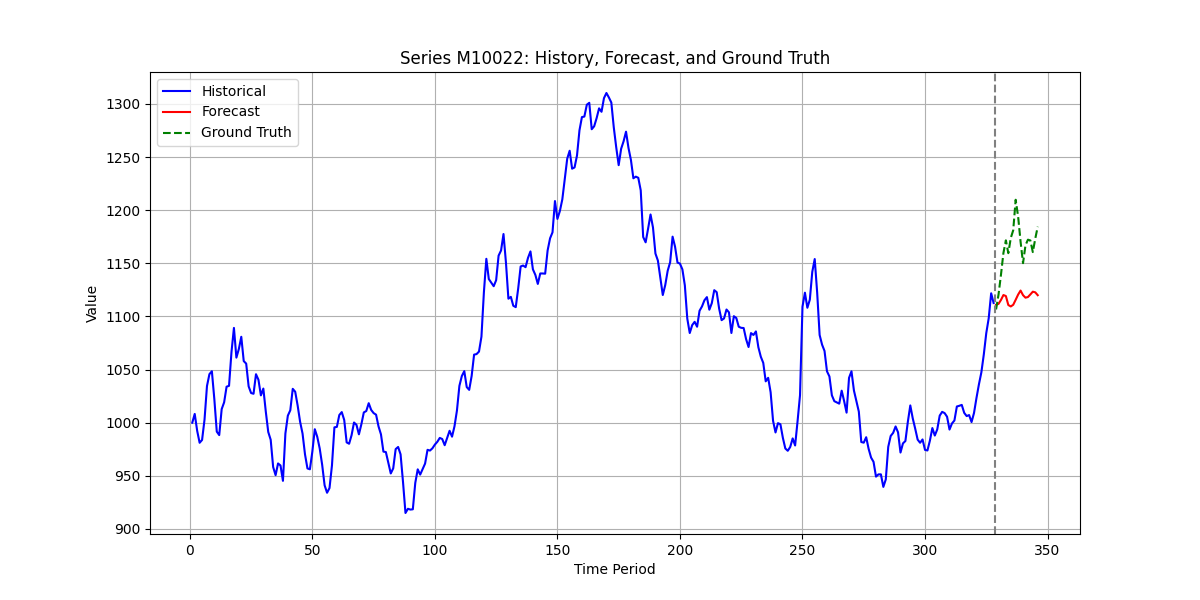 Series M10022: History, Forecast, and Ground Truth
Historical
Forecast
Ground Truth
Value
1300
1250
1200
1150
1100
1050
1000
950
900
0 50 100 150 200 250 300 350
Time Period